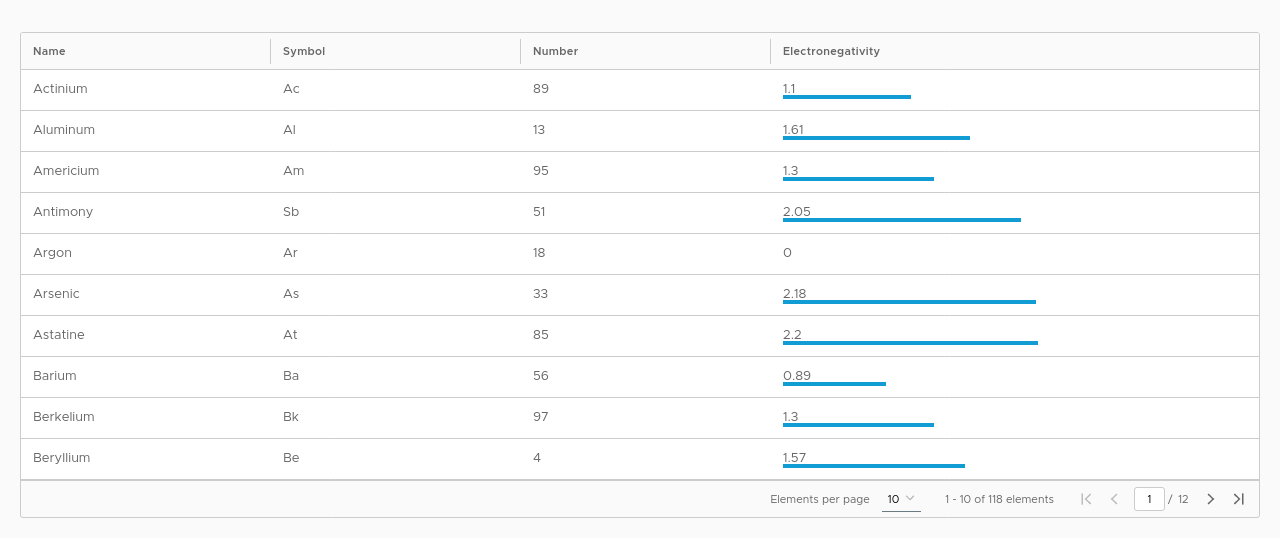 Name Symbol Number Electronegativity
Actinium Ac 89 1.1
Aluminum Al 13 1.61
Americium Am 95 1.3
Antimony Sb 51 2.05
Argon Ar 18 0
Arsenic As 33 2.18
Astatine At 85 2.2
Barium Ba 56 0.89
Berkelium Bk 97 1.3
Beryllium Be 4 1.57
Elements per page 10 1 - 10 of 118 elements 1 / 12